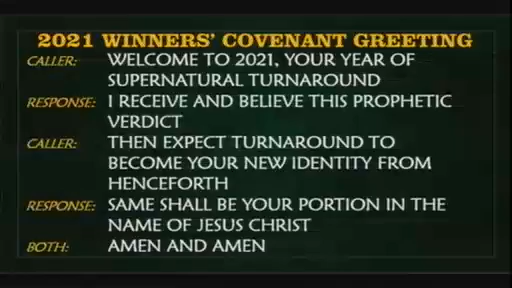 2021 WINNERS' COVENANT GREETING
CALLER: WELCOME TO 2021, YOUR YEAR OF
SUPERNATURAL TURNAROUND
RESPONSE: I RECEIVE AND BELIEVE THIS PROPHETIC
VERDICT
CALLER: THEN EXPECT TURNAROUND TO
BECOME YOUR NEW IDENTITY FROM
HENCEFORTH
RESPONSE: SAME SHALL BE YOUR PORTION IN THE
NAME OF JESUS CHRIST
BOTH: AMEN AND AMEN